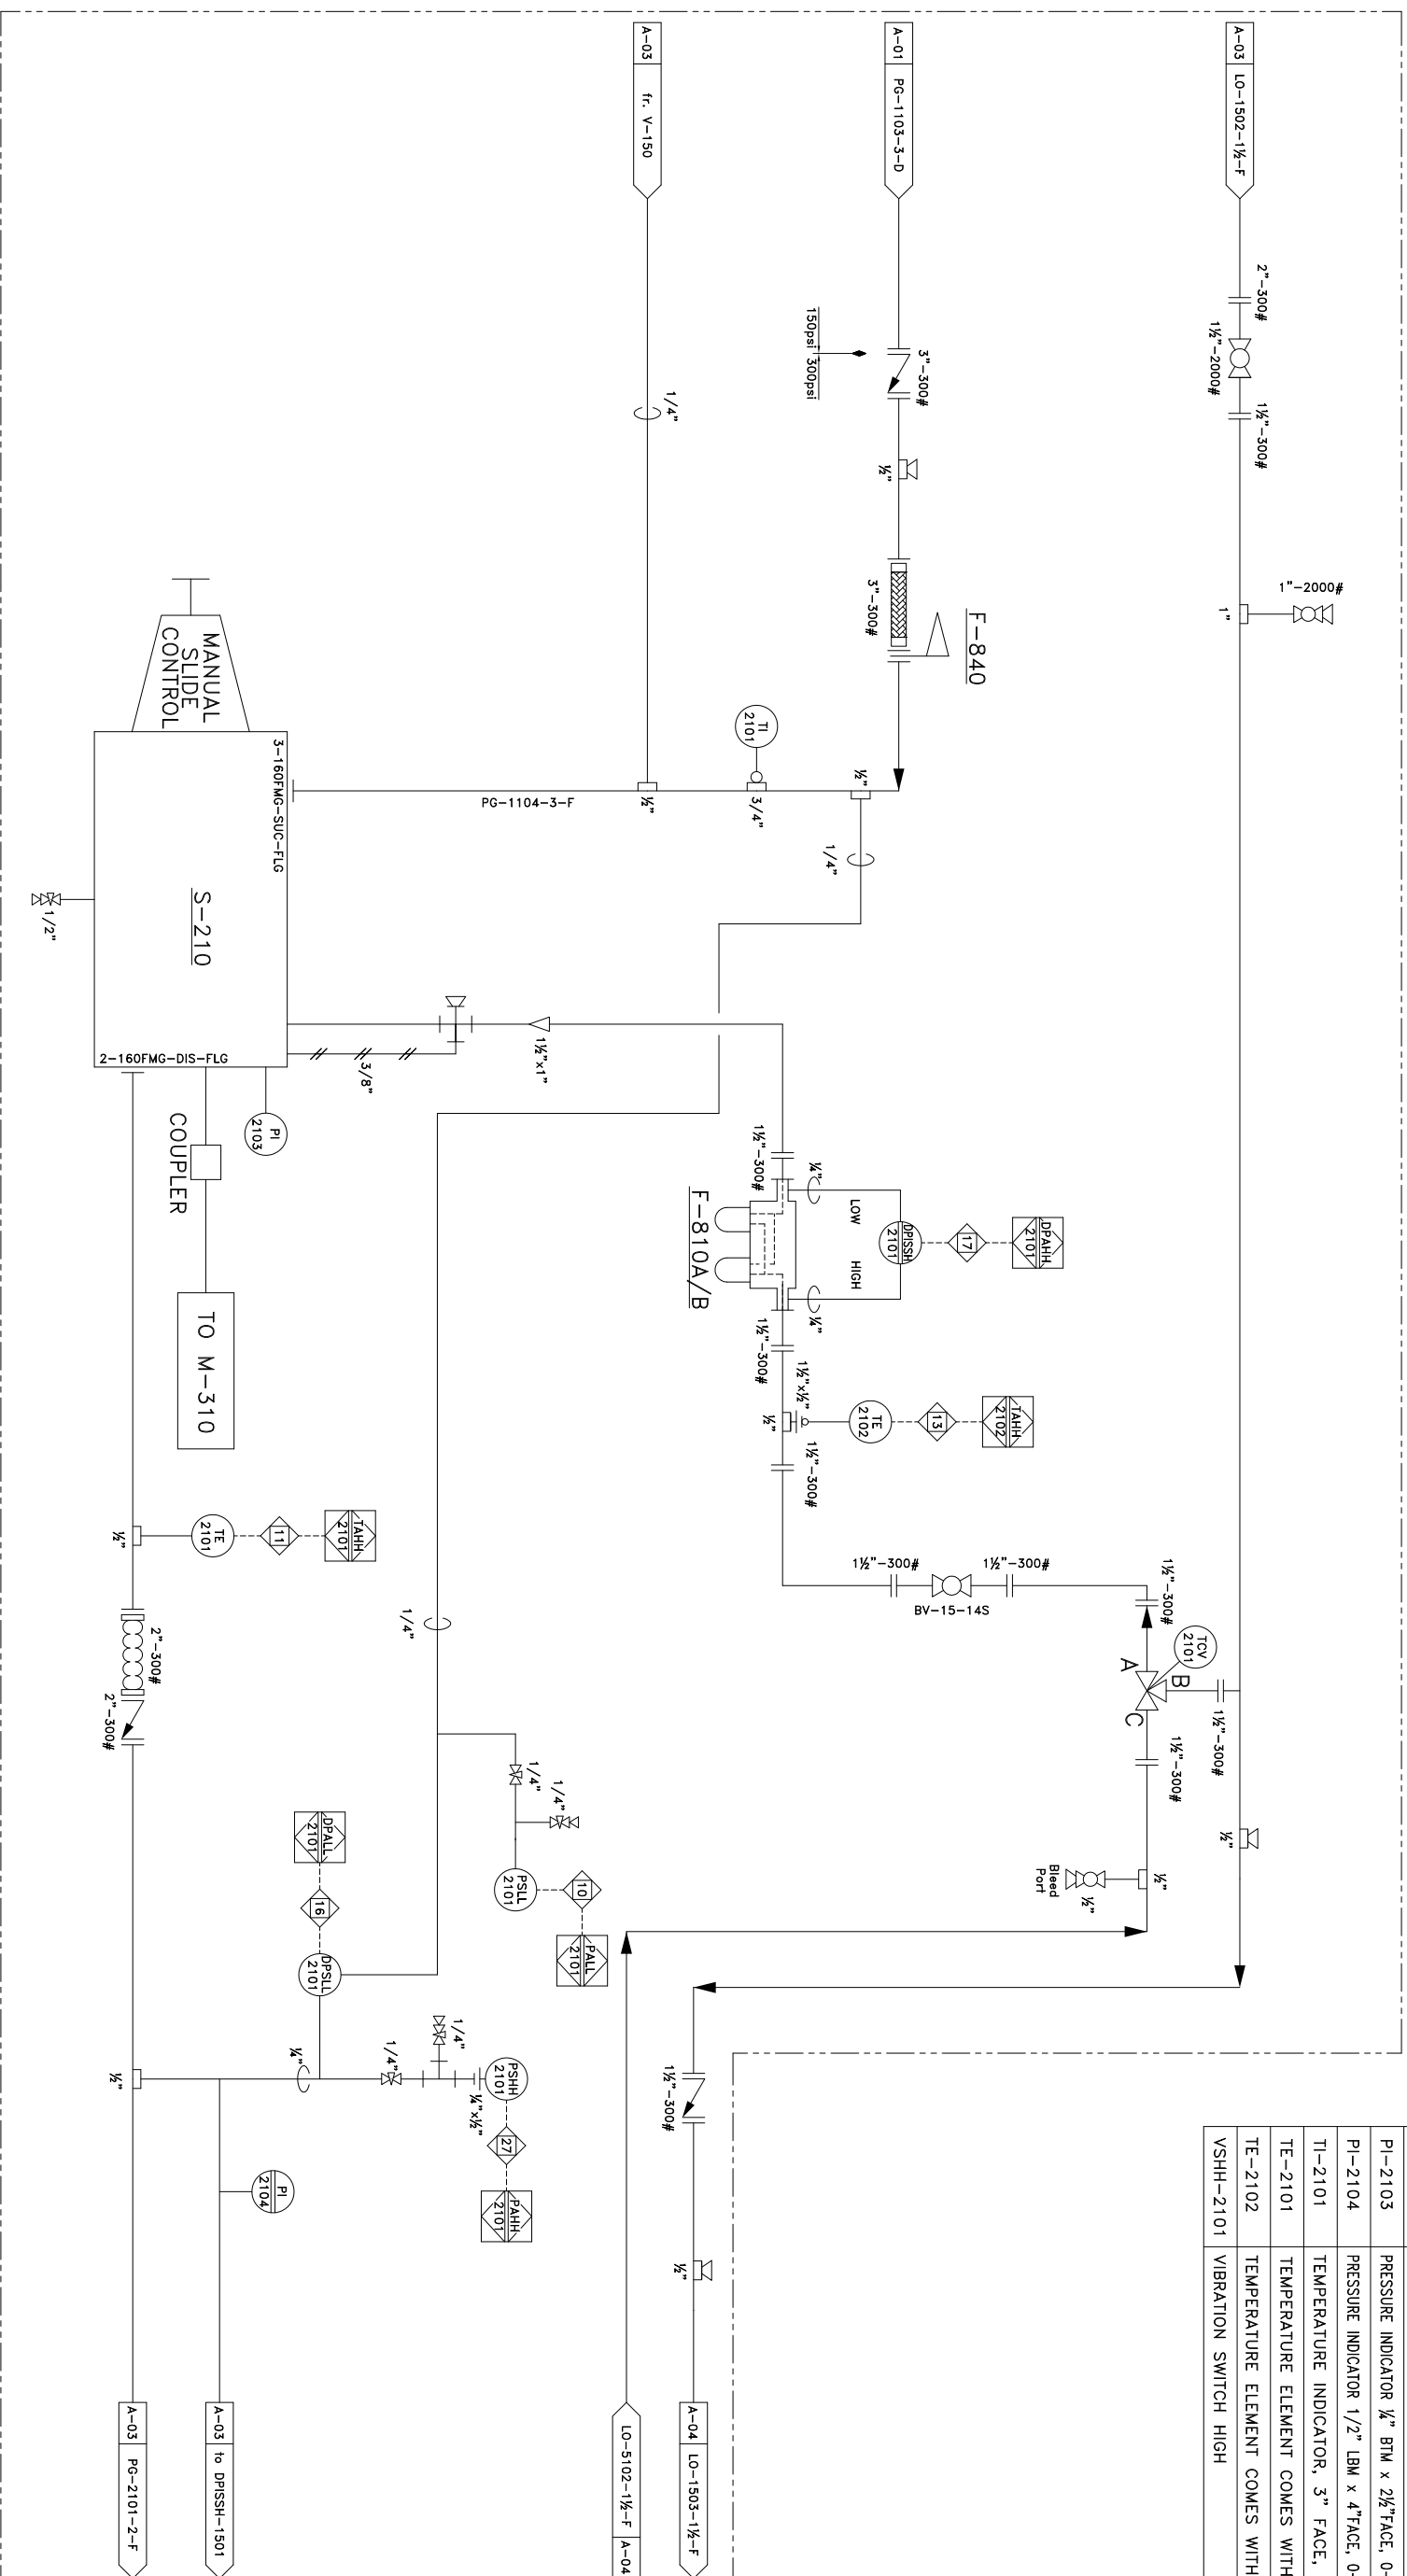 A-03 LO-1502-1½-F
2"-300#
1½"-2000#
1½"-300#
1"-2000#
1"
½"
A-01 PG-1103-3-D
150psi 300psi
3"-300#
½"
3"-300#
F-840
½"
1/4"
TI
2101
3/4"
A-03 fr. V-150
1/4"
½"
PG-1104-3-F
MANUAL
SLIDE
CONTROL
3-160FMG-SUC-FLG
S-210
2-160FMG-DIS-FLG
1/2"
1½"x1"
3/8"
PI
2103
COUPLER
TO M-310
1½"-300#
¼"
LOW
HIGH
¼"
DPISSH
2101
17
DPAHH
2101
F-810A/B
1½"-300#
1½"x½"
½"
TE
2102
13
TAHH
2102
1½"-300#
1½"-300#
1½"-300#
BV-15-14S
1½"-300#
TCV
2101
A
B
C
1½"-300#
1½"-300#
½"
½"
Bleed
Port
TE
2101
11
TAHH
2101
½"
2"-300#
2"-300#
1/4"
1/4"
1/4"
PSLL
2101
10
PALL
2101
DPALL
2101
16
DPSLL
2101
¼"
1/4"
1/4"
¼"x½"
PSHH
2101
27
PAHH
2101
½"
PI
2104
1½"-300#
½"
A-04 LO-1503-1½-F
LO-5102-1½-F A-04
A-03 to DPISSH-1501
A-03 PG-2101-2-F
PI-2103 PRESSURE INDICATOR ¼" BTM x 2½"FACE, 0-
PI-2104 PRESSURE INDICATOR 1/2" LBM x 4"FACE, 0-
TI-2101 TEMPERATURE INDICATOR, 3" FACE,
TE-2101 TEMPERATURE ELEMENT COMES WITH
TE-2102 TEMPERATURE ELEMENT COMES WITH
VSHH-2101 VIBRATION SWITCH HIGH